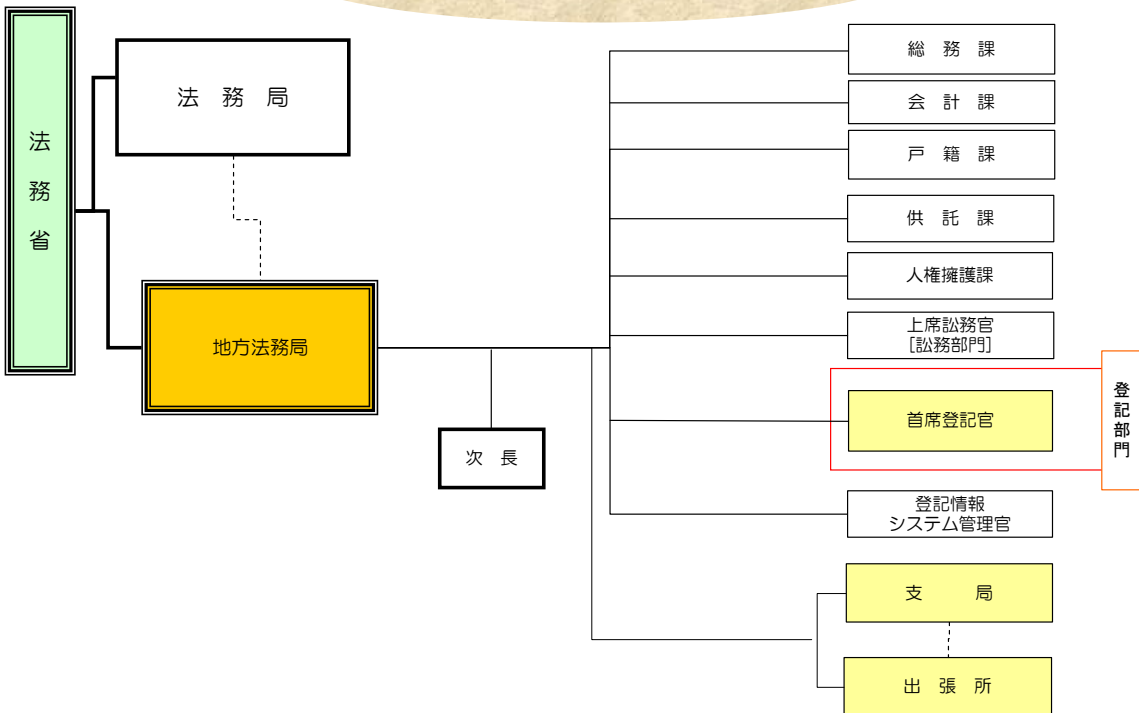 法務省
法　務　局
地方法務局
次　長
総　務　課
会　計　課
戸　籍　課
供　託　課
人権擁護課
上席訟務官
[訟務部門]
首席登記官
登記部門
登記情報
システム管理官
支　　局
出　張　所